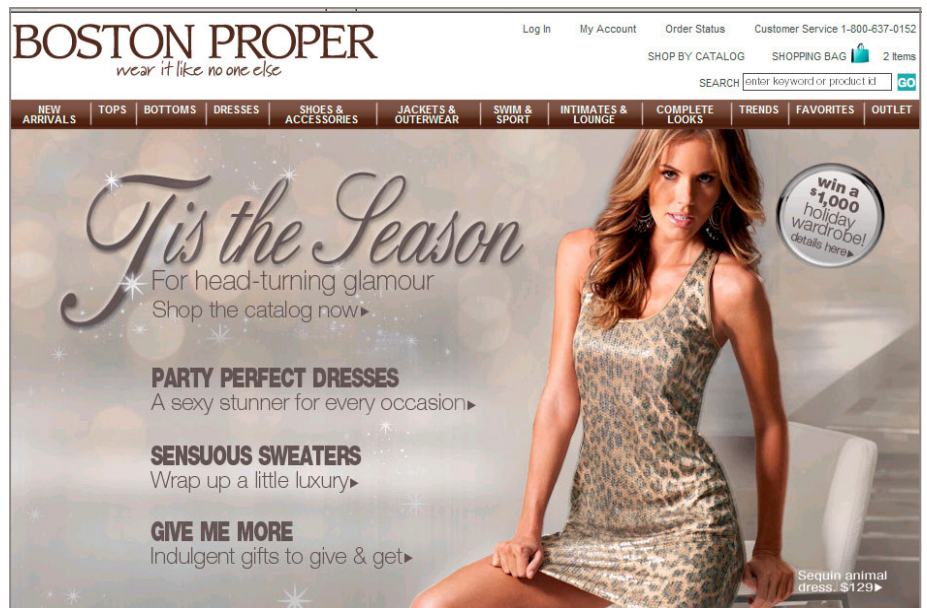 BOSTON PROPER
wear it like no one else
Log In My Account Order Status Customer Service 1-800-637-0152
SHOP BY CATALOG SHOPPING BAG 2 Items
SEARCH enter keyword or product id GO
NEW ARRIVALS TOPS BOTTOMS DRESSES SHOES & ACCESSORIES JACKETS & OUTERWEAR SWIM & SPORT INTIMATES & LOUNGE COMPLETE LOOKS TRENDS FAVORITES OUTLET
'Tis the Season
For head-turning glamour
Shop the catalog now
win a
$1,000
holiday
wardrobe!
details here
PARTY PERFECT DRESSES
A sexy stunner for every occasion
SENSUOUS SWEATERS
Wrap up a little luxury
GIVE ME MORE
Indulgent gifts to give & get
Sequin animal
dress. $129